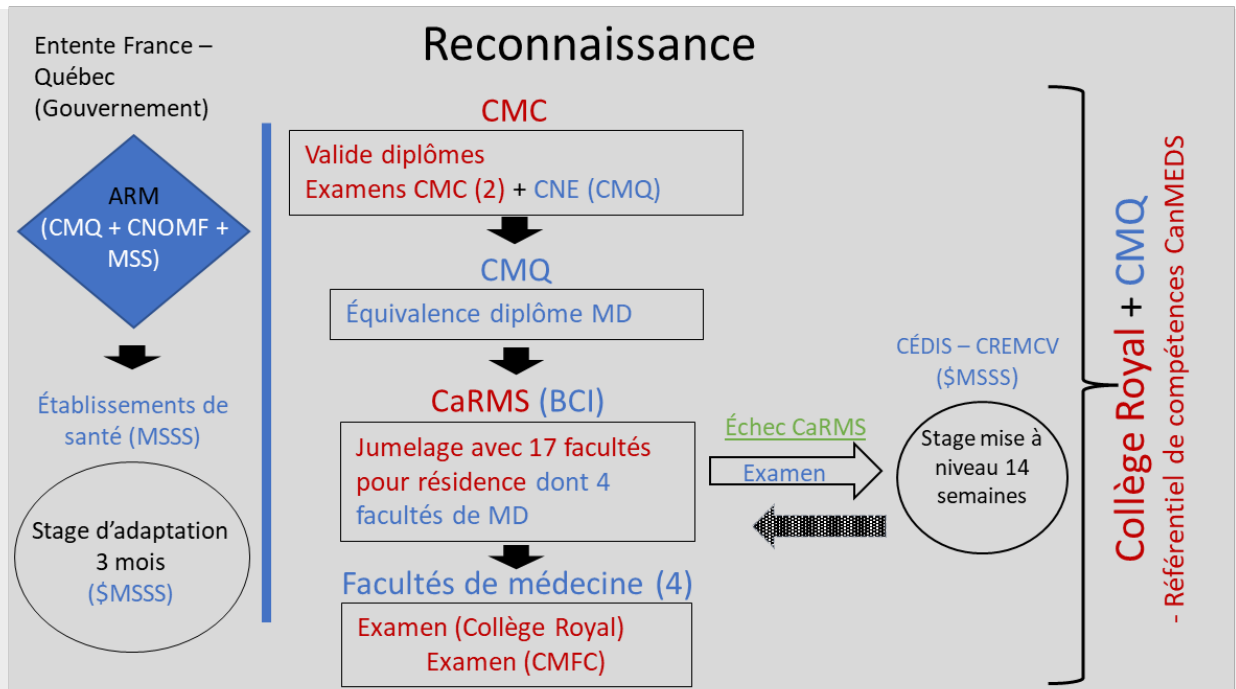 Reconnaissance
Entente France –
Québec
(Gouvernement)
ARM
(CMQ + CNOMF +
MSS)
Établissements de
santé (MSSS)
Stage d’adaptation
3 mois
($MSSS)
CMC
Valide diplômes
Examens CMC (2) + CNE (CMQ)
CMQ
Équivalence diplôme MD
CaRMS (BCI)
Jumelage avec 17 facultés
pour résidence dont 4
facultés de MD
Facultés de médecine (4)
Examen (Collège Royal)
Examen (CMFC)
Échec CaRMS
Examen
CÉDIS – CREMCV
($MSSS)
Stage mise à
niveau 14
semaines
Collège Royal + CMQ
- Référentiel de compétences CanMEDS